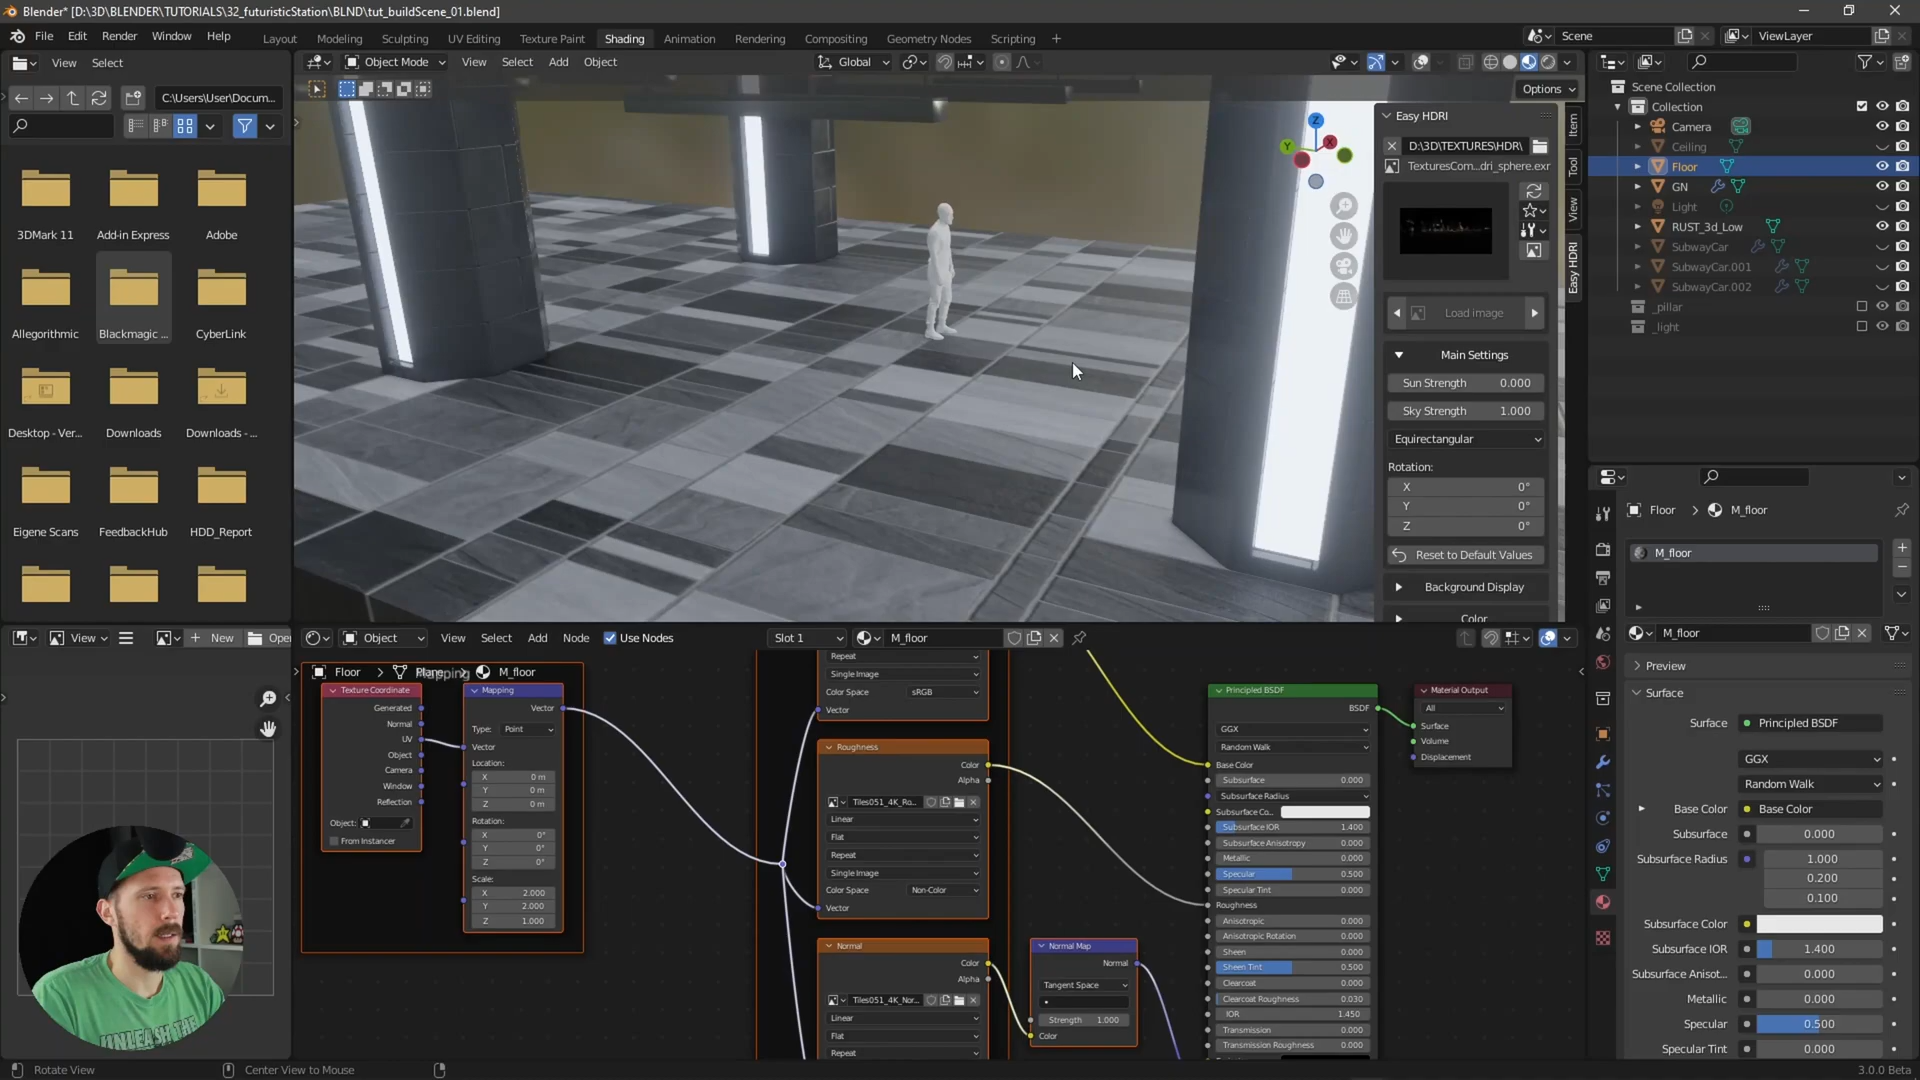 Blender* [D:\3D\BLENDER\TUTORIALS\32_futuristicStation\BLND\tut_buildScene_01.blend]
File Edit Render Window Help
Layout Modeling Sculpting UV Editing Texture Paint Shading Animation Rendering Compositing Geometry Nodes Scripting +
Scene ViewLayer
View Select
Object Mode View Select Add Object Global
C:\Users\User\Docum...
Options
3DMark 11 Add-in Express Adobe
Allegorithmic Blackmagic ... CyberLink
Desktop - Ver... Downloads Downloads - ...
Eigene Scans FeedbackHub HDD_Report
Z
Y
X
Easy HDRI
D:\3D\TEXTURES\HDR\
TexturesCom...dri_sphere.exr
Load image
Main Settings
Sun Strength 0.000
Sky Strength 1.000
Equirectangular
Rotation:
X 0°
Y 0°
Z 0°
Reset to Default Values
Background Display
Color
Item
Tool
View
Easy HDRI
Scene Collection
Collection
Camera
Ceiling
Floor
GN
Light
RUST_3d_Low
SubwayCar
SubwayCar.001
SubwayCar.002
_pillar
_light
Floor > M_floor
M_floor
M_floor
Preview
Surface
Surface Principled BSDF
GGX
Random Walk
Base Color Base Color
Subsurface 0.000
Subsurface Radius 1.000
0.200
0.100
Subsurface Color
Subsurface IOR 1.400
Subsurface Anisot... 0.000
Metallic 0.000
Specular 0.500
Specular Tint 0.000
View New Open
Object View Select Add Node Use Nodes Slot 1 M_floor
Floor > Plane > M_floor
Mapping
Texture Coordinate
Generated
Normal
UV
Object
Camera
Window
Reflection
Object:
From Instancer
Mapping
Vector
Type: Point
Vector
Location:
X 0 m
Y 0 m
Z 0 m
Rotation:
X 0°
Y 0°
Z 0°
Scale:
X 2.000
Y 2.000
Z 1.000
Repeat
Single Image
Color Space sRGB
Vector
Roughness
Color
Alpha
Tiles051_4K_Ro...
Linear
Flat
Repeat
Single Image
Color Space Non-Color
Vector
Normal
Color
Alpha
Tiles051_4K_Nor...
Linear
Flat
Repeat
Normal Map
Normal
Tangent Space
Strength 1.000
Color
Principled BSDF
BSDF
GGX
Random Walk
Base Color
Subsurface 0.000
Subsurface Radius
Subsurface Co...
Subsurface IOR 1.400
Subsurface Anisotropy 0.000
Metallic 0.000
Specular 0.500
Specular Tint 0.000
Roughness
Anisotropic 0.000
Anisotropic Rotation 0.000
Sheen 0.000
Sheen Tint 0.500
Clearcoat 0.000
Clearcoat Roughness 0.030
IOR 1.450
Transmission 0.000
Transmission Roughness 0.000
Material Output
All
Surface
Volume
Displacement
UNLEASH THE
Rotate View Center View to Mouse 3.0.0 Beta